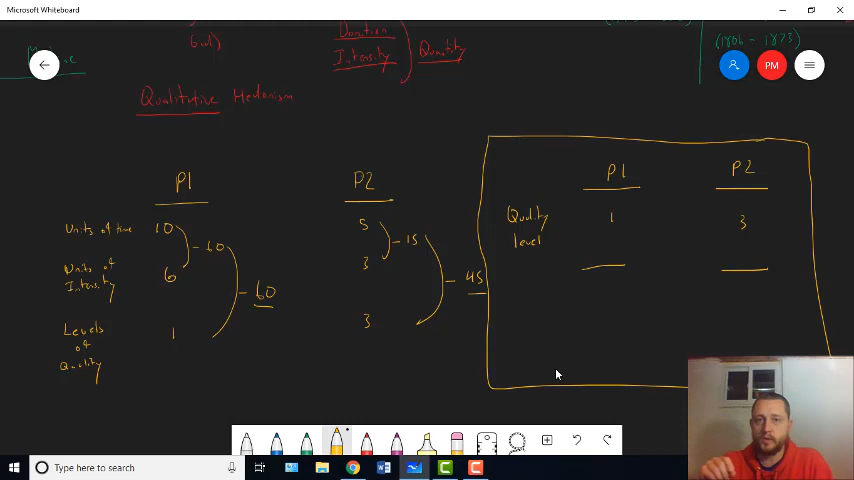 Microsoft Whiteboard
God)
Duration
Intensity
Quantity
(1806 - 1873)
PM
Qualitative Hedonism
P1
P2
P1
P2
Units of time 10
5
Quality level
1
3
60
15
Units of Intensity
6
3
60
45
Levels of Quality
1
3
Type here to search